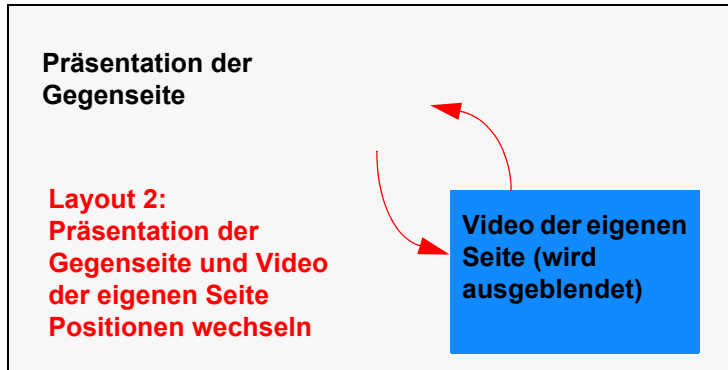 Präsentation der
Gegenseite
Layout 2:
Präsentation der
Gegenseite und Video
der eigenen Seite
Positionen wechseln
Video der eigenen
Seite (wird
ausgeblendet)